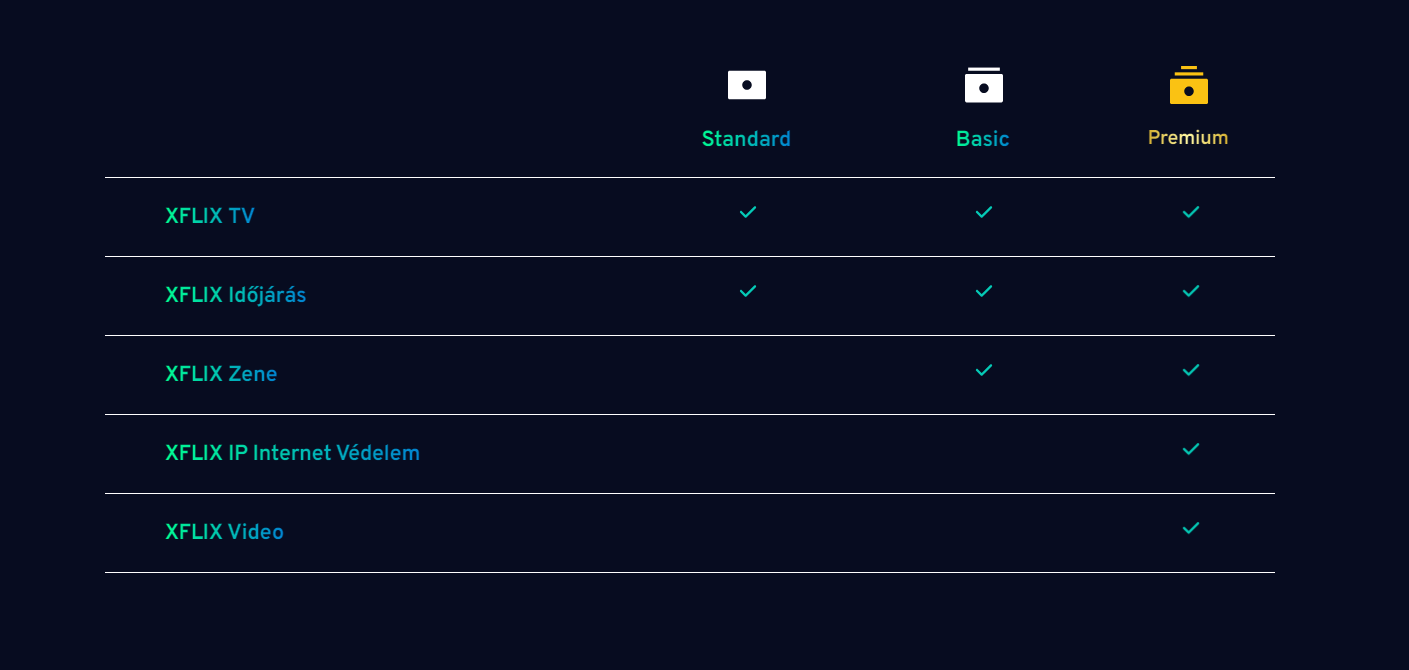 Standard Basic Premium
XFLIX TV
XFLIX Időjárás
XFLIX Zene
XFLIX IP Internet Védelem
XFLIX Video